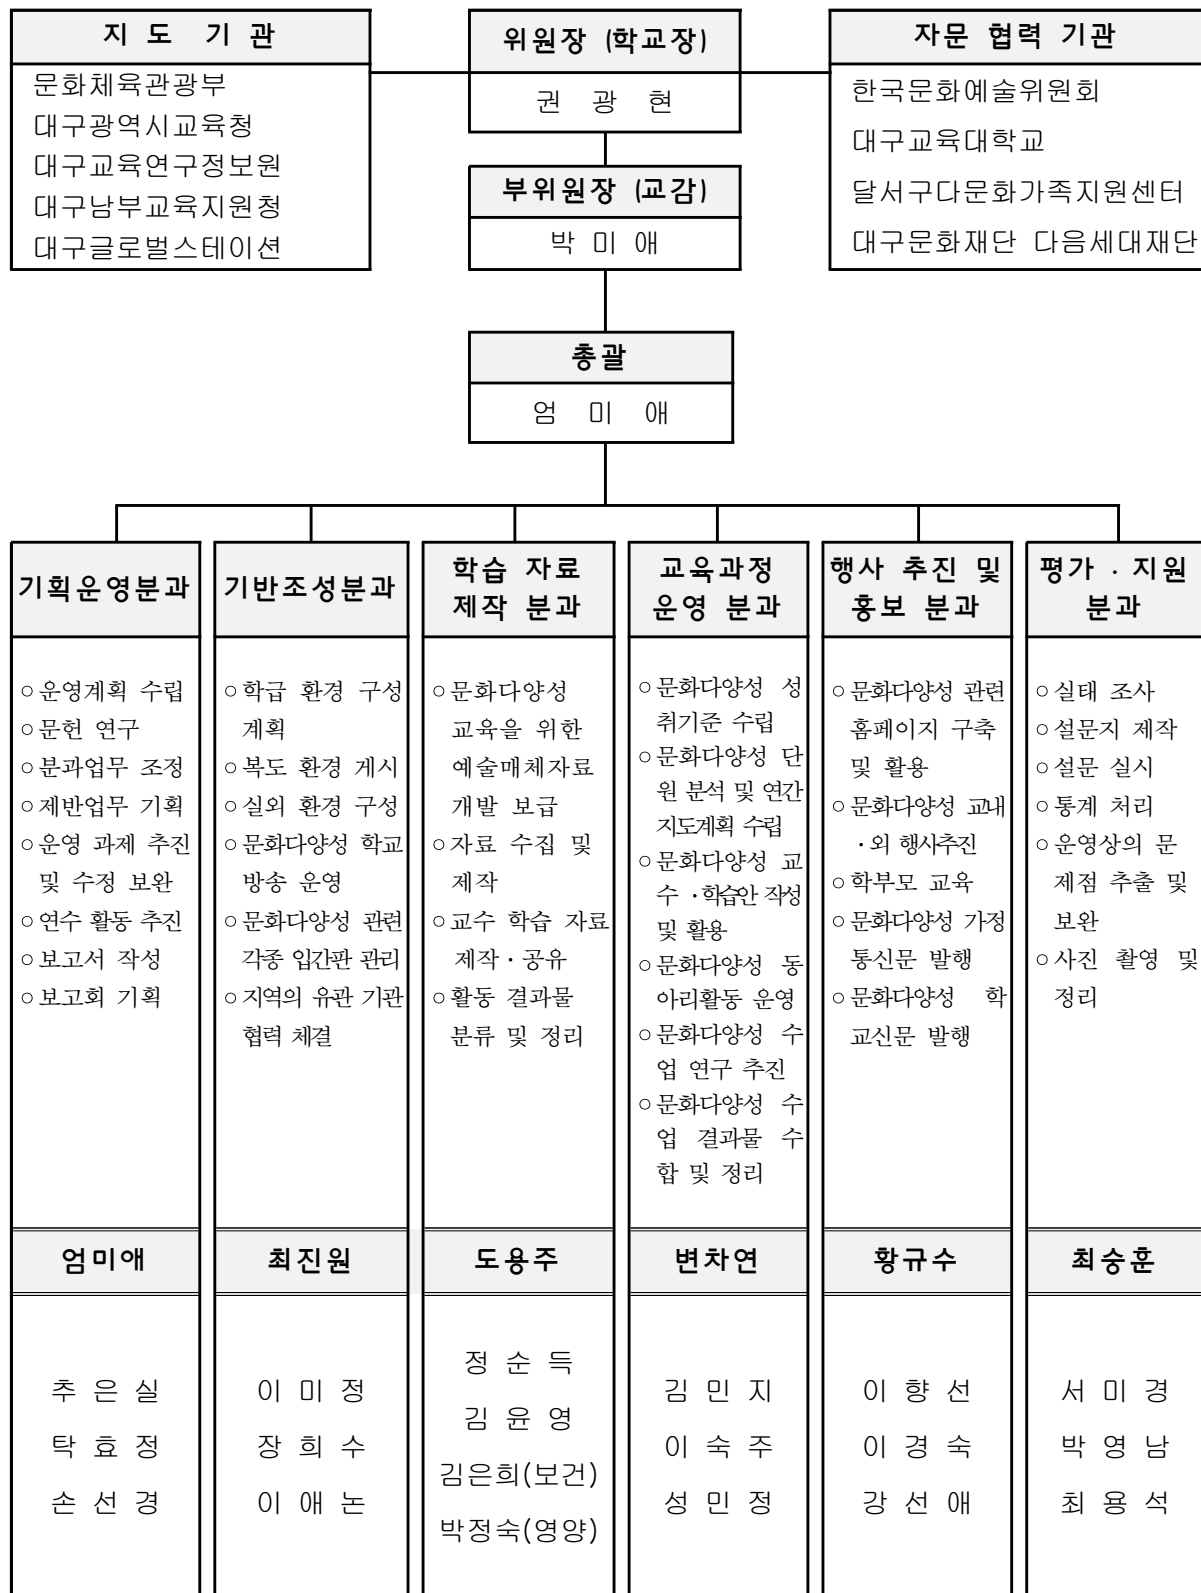 지 도 기 관
문화체육관광부
대구광역시교육청
대구교육연구정보원
대구남부교육지원청
대구글로벌스테이션
위원장 (학교장)
권 광 현
자문 협력 기관
한국문화예술위원회
대구교육대학교
달서구다문화가족지원센터
대구문화재단 다음세대재단
부위원장 (교감)
박 미 애
총괄
엄 미 애
기획운영분과
○ 운영계획 수립
○ 문헌 연구
○ 분과업무 조정
○ 제반업무 기획
○ 운영 과제 추진
및 수정 보완
○ 연수 활동 추진
○ 보고서 작성
○ 보고회 기획
엄미애
추 은 실
탁 효 정
손 선 경
기반조성분과
○ 학급 환경 구성
계획
○ 복도 환경 게시
○ 실외 환경 구성
○ 문화다양성 학교
방송 운영
○ 문화다양성 관련
각종 입간판 관리
○ 지역의 유관 기관
협력 체결
최진원
이 미 정
장 희 수
이 애 논
학습 자료
제작 분과
○ 문화다양성
교육을 위한
예술매체자료
개발 보급
○ 자료 수집 및
제작
○ 교수 학습 자료
제작 · 공유
○ 활동 결과물
분류 및 정리
도용주
정 순 득
김 윤 영
김은희(보건)
박정숙(영양)
교육과정
운영 분과
○ 문화다양성 성
취기준 수립
○ 문화다양성 단
원 분석 및 연간
지도계획 수립
○ 문화다양성 교
수 · 학습안 작성
및 활용
○ 문화다양성 동
아리활동 운영
○ 문화다양성 수
업 연구 추진
○ 문화다양성 수
업 결과물 수
합 및 정리
변차연
김 민 지
이 숙 주
성 민 정
행사 추진 및
홍보 분과
○ 문화다양성 관련
홈페이지 구축
및 활용
○ 문화다양성 교내
· 외 행사추진
○ 학부모 교육
○ 문화다양성 가정
통신문 발행
○ 문화다양성 학
교신문 발행
황규수
이 향 선
이 경 숙
강 선 애
평가 · 지원
분과
○ 실태 조사
○ 설문지 제작
○ 설문 실시
○ 통계 처리
○ 운영상의 문
제점 추출 및
보완
○ 사진 촬영 및
정리
최승훈
서 미 경
박 영 남
최 용 석